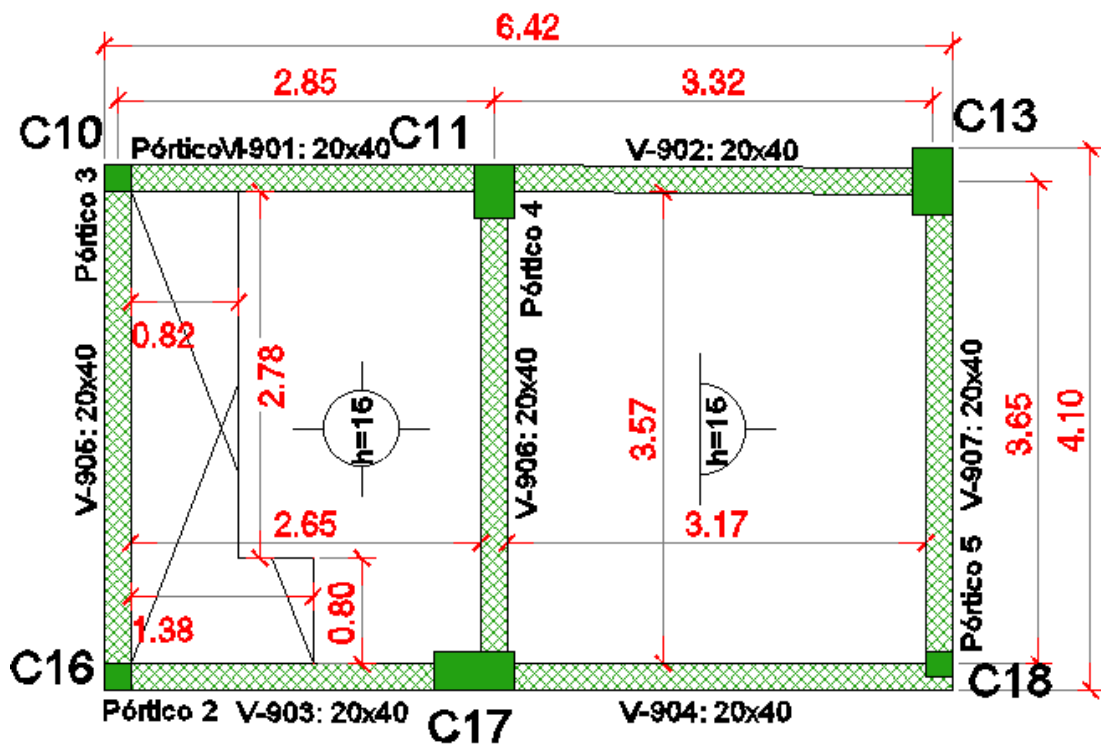 6.42
2.85
3.32
C10
C11
C13
PórticoV-901: 20x40
V-902: 20x40
Pórtico 3
Pórtico 4
0.82
2.78
h=15
V-905: 20x40
V-906: 20x40
3.57
h=15
V-907: 20x40
3.65
4.10
2.65
3.17
Pórtico 5
1.38
0.80
C16
C18
Pórtico 2
V-903: 20x40
C17
V-904: 20x40